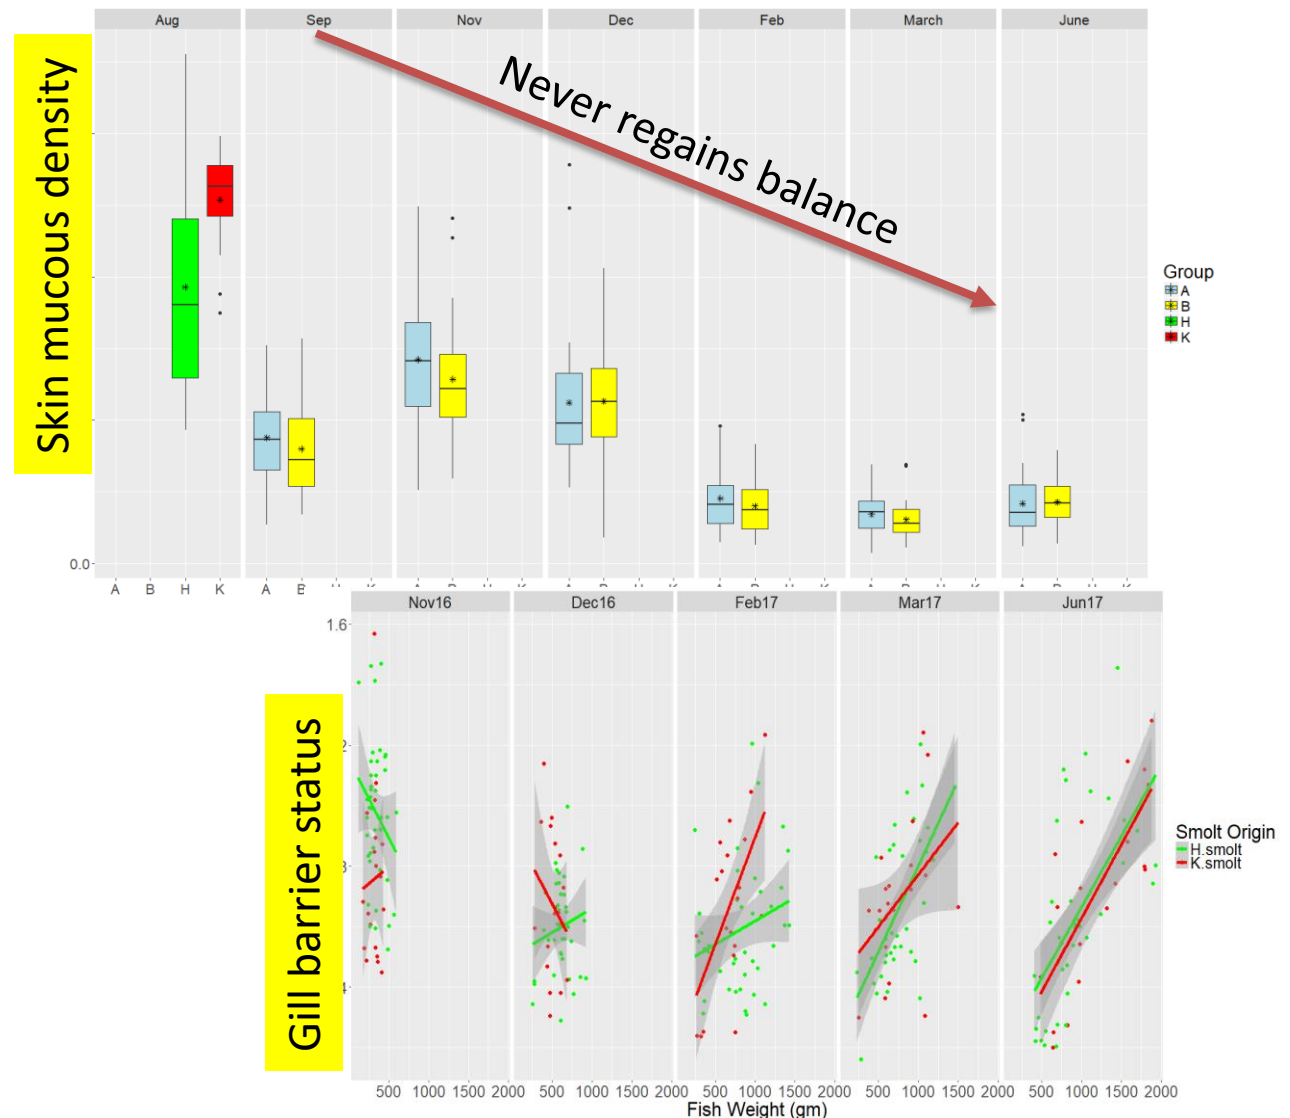 Aug Sep Nov Dec Feb March June
Skin mucous density
Never regains balance
Group
A
B
H
K
0.0
A B H K A
Nov16 Dec16 Feb17 Mar17 Jun17
1.6
Gill barrier status
Smolt Origin
H.smolt
K.smolt
500 1000 1500 2000 500 1000 1500 2000 500 1000 1500 2000 500 1000 1500 2000 500 1000 1500 2000
Fish Weight (gm)